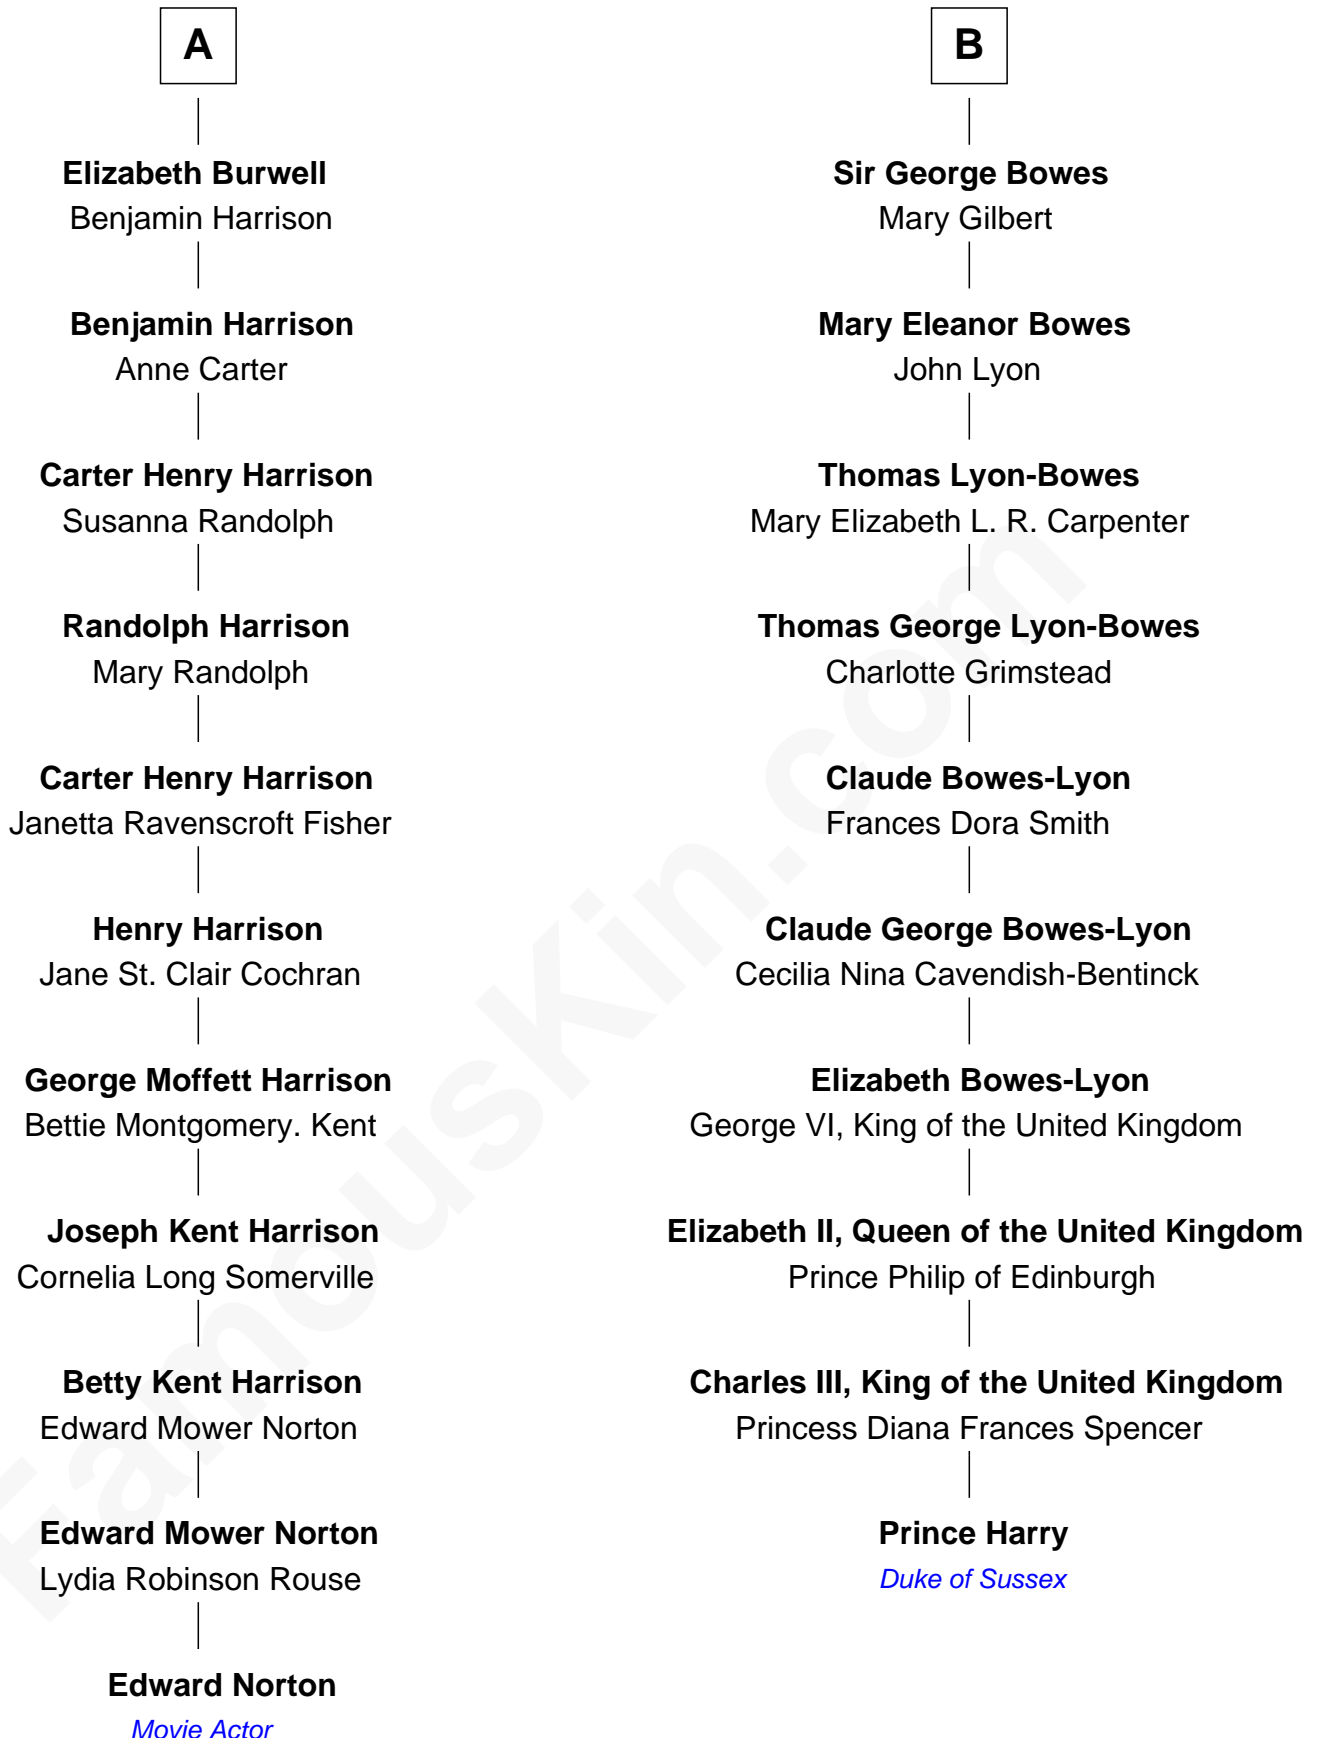 A
Elizabeth Burwell
Benjamin Harrison
Benjamin Harrison
Anne Carter
Carter Henry Harrison
Susanna Randolph
Randolph Harrison
Mary Randolph
Carter Henry Harrison
Janetta Ravenscroft Fisher
Henry Harrison
Jane St. Clair Cochran
George Moffett Harrison
Bettie Montgomery. Kent
Joseph Kent Harrison
Cornelia Long Somerville
Betty Kent Harrison
Edward Mower Norton
Edward Mower Norton
Lydia Robinson Rouse
Edward Norton
Movie Actor
B
Sir George Bowes
Mary Gilbert
Mary Eleanor Bowes
John Lyon
Thomas Lyon-Bowes
Mary Elizabeth L. R. Carpenter
Thomas George Lyon-Bowes
Charlotte Grimstead
Claude Bowes-Lyon
Frances Dora Smith
Claude George Bowes-Lyon
Cecilia Nina Cavendish-Bentinck
Elizabeth Bowes-Lyon
George VI, King of the United Kingdom
Elizabeth II, Queen of the United Kingdom
Prince Philip of Edinburgh
Charles III, King of the United Kingdom
Princess Diana Frances Spencer
Prince Harry
Duke of Sussex
FamousKin.com